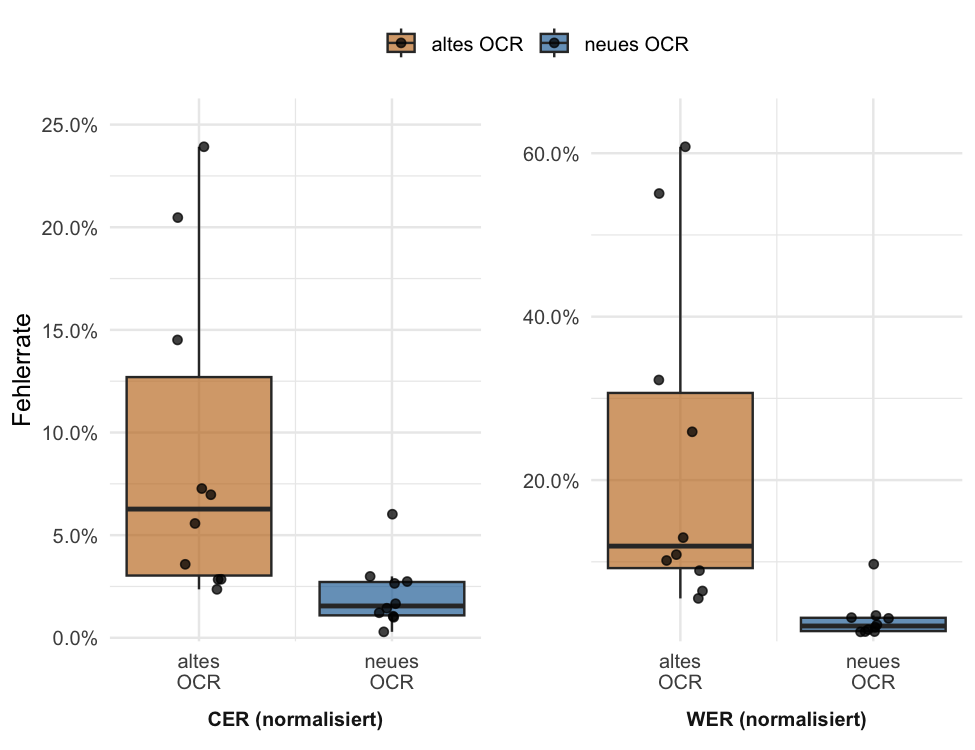 altes OCR neues OCR
Fehlerrate
25.0%
20.0%
15.0%
10.0%
5.0%
0.0%
altes
OCR
neues
OCR
CER (normalisiert)
60.0%
40.0%
20.0%
altes
OCR
neues
OCR
WER (normalisiert)